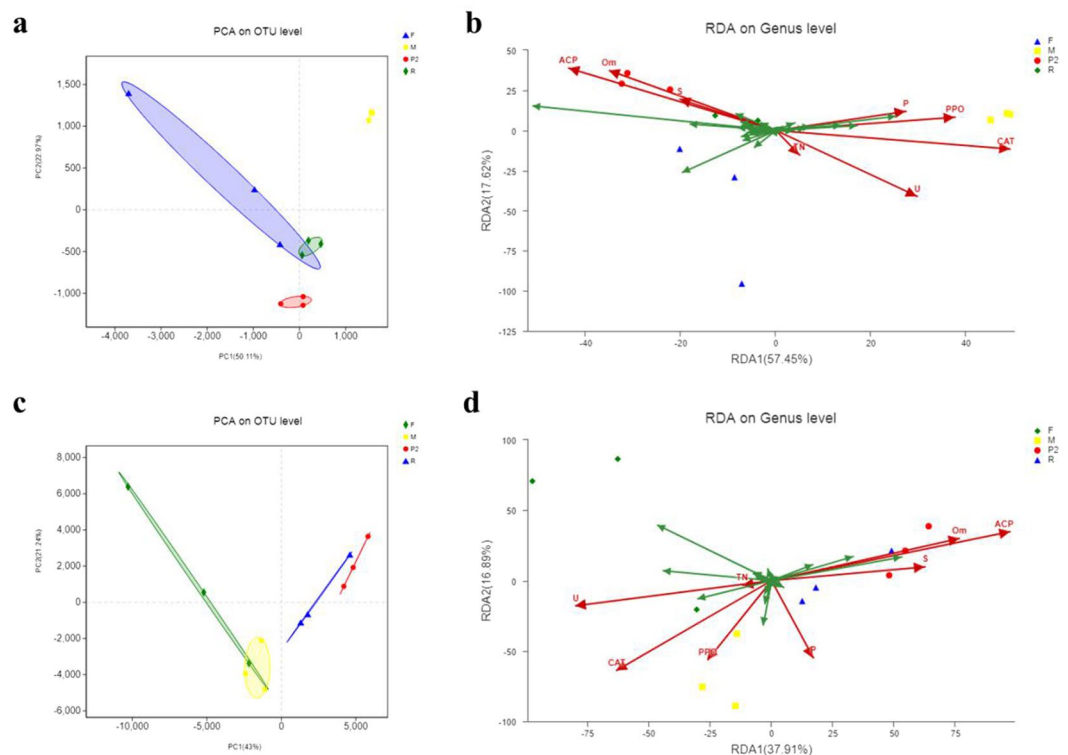 a
PCA on OTU level
F
M
P2
R
1,500
1,000
500
0
-500
-1,000
PC2(22.97%)
-4,000 -3,000 -2,000 -1,000 0 1,000
PC1(50.11%)
b
RDA on Genus level
F
M
P2
R
50
25
0
-25
-50
-75
-100
-125
RDA2(17.62%)
ACP
Om
S
P
PPO
CAT
TN
U
-40 -20 0 20 40
RDA1(57.45%)
c
PCA on OTU level
F
M
P2
R
8,000
6,000
4,000
2,000
0
-2,000
-4,000
-6,000
PC2(21.24%)
-10,000 -5,000 0 5,000
PC1(43%)
d
RDA on Genus level
F
M
P2
R
100
50
0
-50
-100
RDA2(16.89%)
Om
ACP
S
TN
U
CAT
PPO
P
-50 -25 0 25 50 75
RDA1(37.91%)